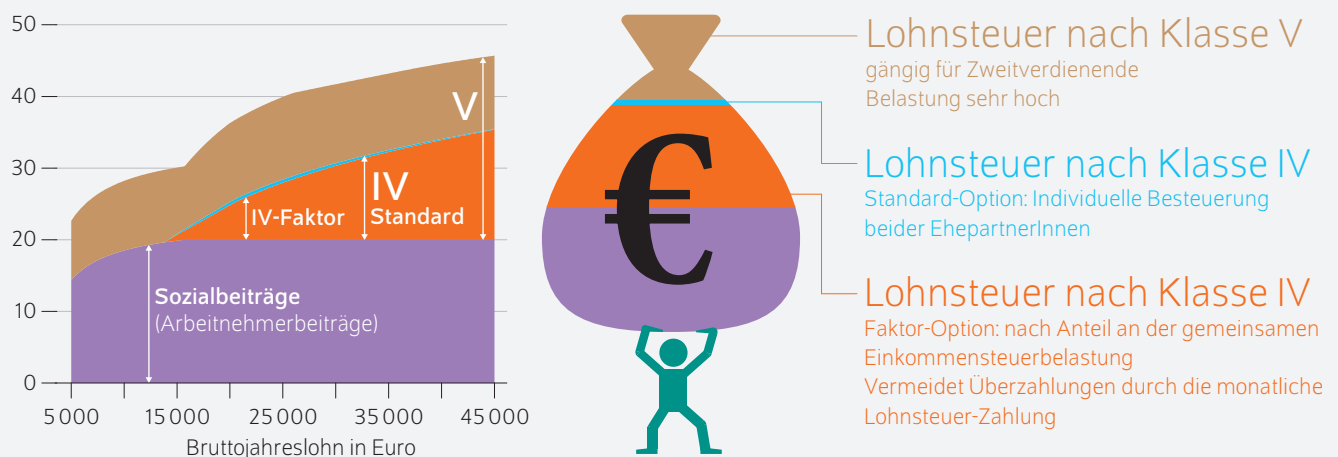 50
40
30
20
10
0
5 000
15 000
25 000
35 000
45 000
Bruttojahreslohn in Euro
V
IV
Standard
IV-Faktor
Sozialbeiträge
(Arbeitnehmerbeiträge)
€
Lohnsteuer nach Klasse V
gängig für Zweitverdienende
Belastung sehr hoch
Lohnsteuer nach Klasse IV
Standard-Option: Individuelle Besteuerung
beider EhepartnerInnen
Lohnsteuer nach Klasse IV
Faktor-Option: nach Anteil an der gemeinsamen
Einkommensteuerbelastung
Vermeidet Überzahlungen durch die monatliche
Lohnsteuer-Zahlung